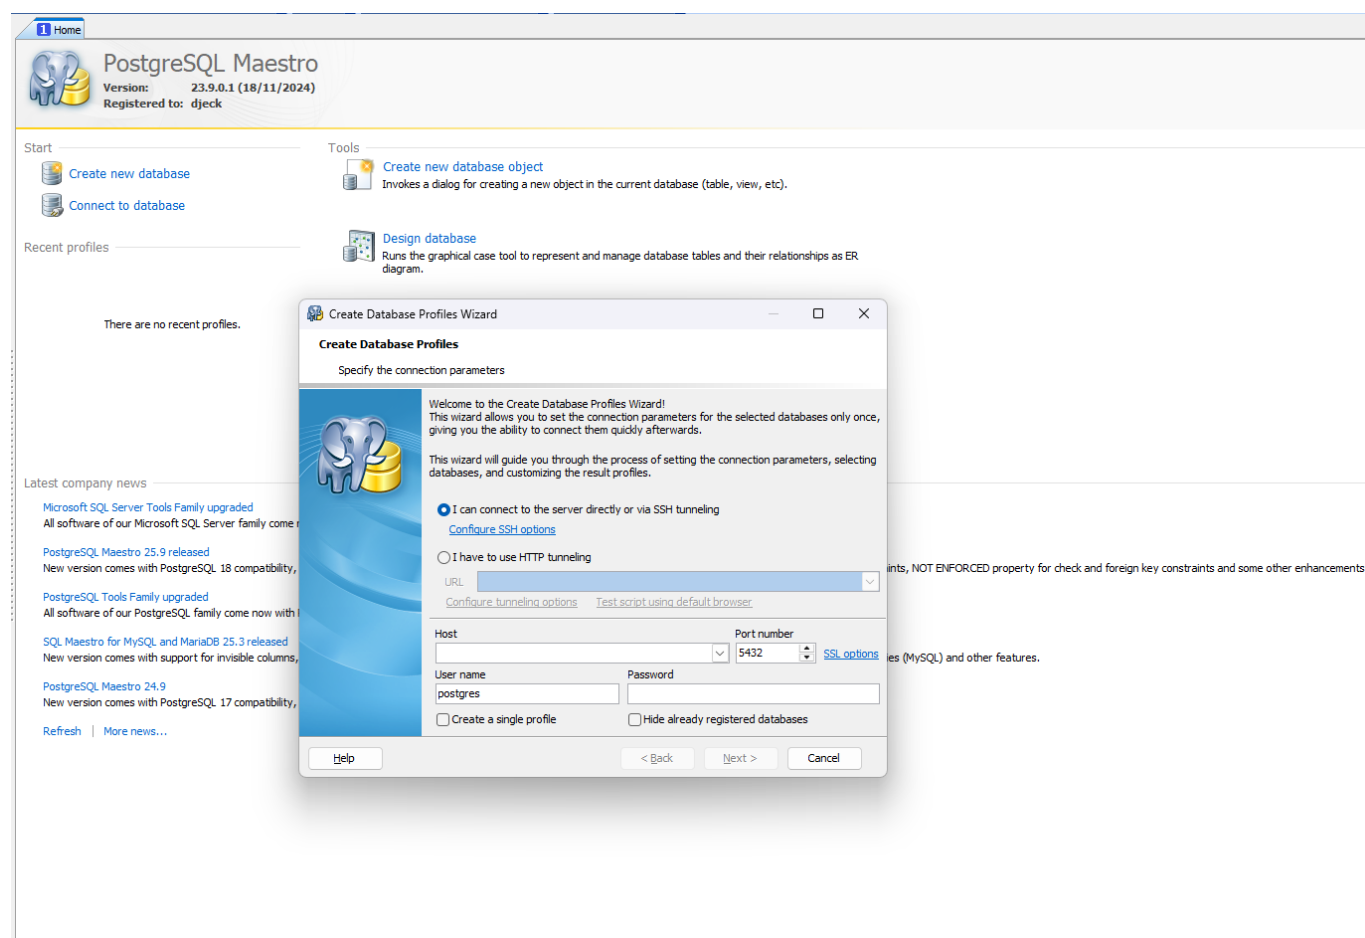 1 Home
PostgreSQL Maestro
Version: 23.9.0.1 (18/11/2024)
Registered to: djeck
Start
Create new database
Connect to database
Recent profiles
There are no recent profiles.
Tools
Create new database object
Invokes a dialog for creating a new object in the current database (table, view, etc).
Design database
Runs the graphical case tool to represent and manage database tables and their relationships as ER
diagram.
Latest company news
Microsoft SQL Server Tools Family upgraded
All software of our Microsoft SQL Server family come
PostgreSQL Maestro 25.9 released
New version comes with PostgreSQL 18 compatibility,
ints, NOT ENFORCED property for check and foreign key constraints and some other enhancements
PostgreSQL Tools Family upgraded
All software of our PostgreSQL family come now with
SQL Maestro for MySQL and MariaDB 25.3 released
New version comes with support for invisible columns,
ies (MySQL) and other features.
PostgreSQL Maestro 24.9
New version comes with PostgreSQL 17 compatibility,
Refresh | More news...
Create Database Profiles Wizard
Create Database Profiles
Specify the connection parameters
Welcome to the Create Database Profiles Wizard!
This wizard allows you to set the connection parameters for the selected databases only once,
giving you the ability to connect them quickly afterwards.
This wizard will guide you through the process of setting the connection parameters, selecting
databases, and customizing the result profiles.
I can connect to the server directly or via SSH tunneling
Configure SSH options
I have to use HTTP tunneling
URL
Configure tunneling options Test script using default browser
Host Port number
5432 SSL options
User name Password
postgres
Create a single profile Hide already registered databases
Help < Back Next > Cancel